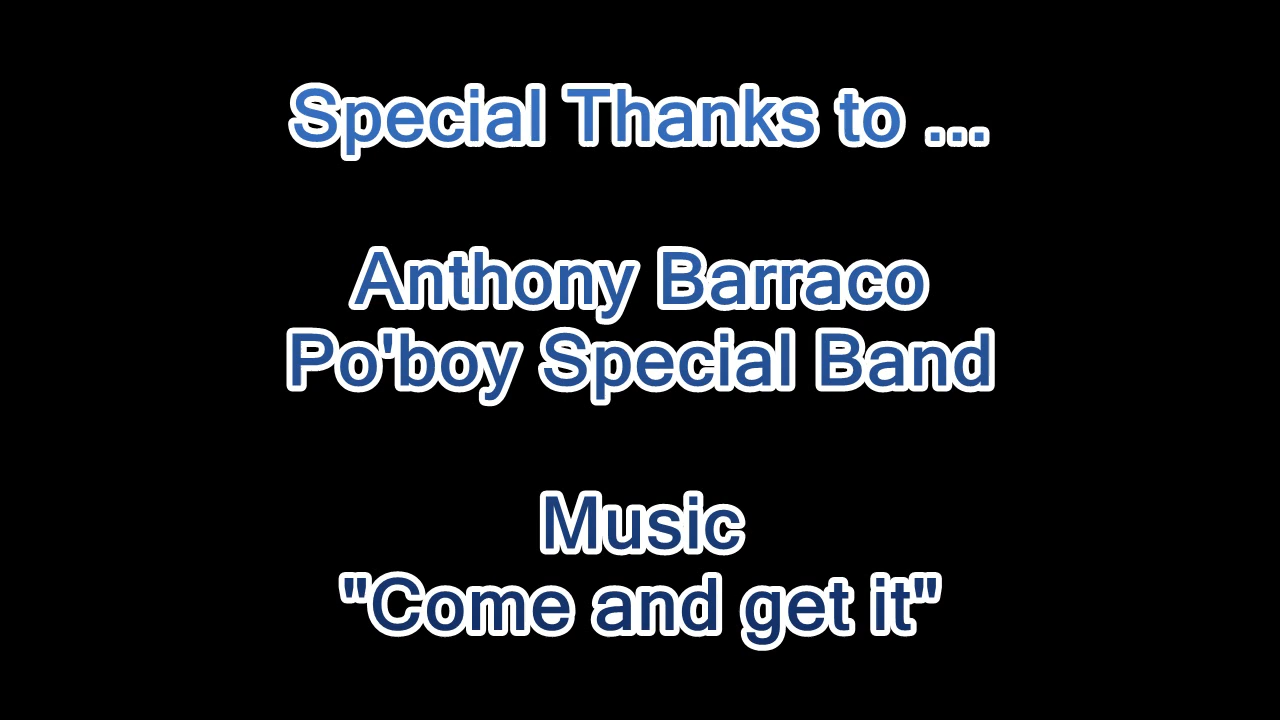 Special Thanks to ...
Anthony Barraco
Po'boy Special Band
Music
"Come and get it"